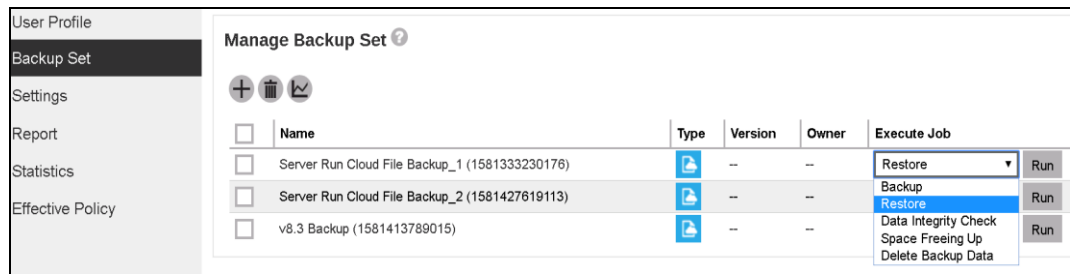 User Profile
Backup Set
Settings
Report
Statistics
Effective Policy
Manage Backup Set ?
Name Type Version Owner Execute Job
Server Run Cloud File Backup_1 (1581333230176) -- -- Restore Run
Server Run Cloud File Backup_2 (1581427619113) -- -- Run
v8.3 Backup (1581413789015) -- -- Run
Backup
Restore
Data Integrity Check
Space Freeing Up
Delete Backup Data